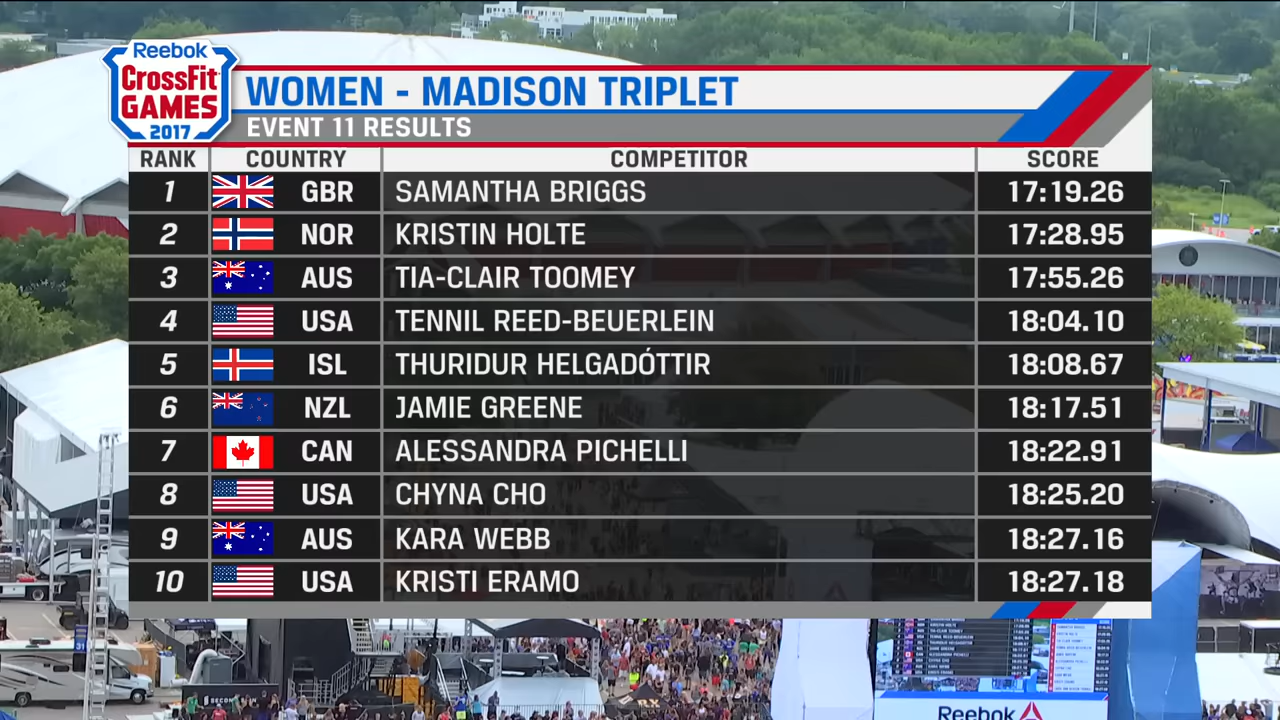 Reebok
CrossFit
GAMES
2017
WOMEN - MADISON TRIPLET
EVENT 11 RESULTS
RANK COUNTRY COMPETITOR SCORE
1 GBR SAMANTHA BRIGGS 17:19.26
2 NOR KRISTIN HOLTE 17:28.95
3 AUS TIA-CLAIR TOOMEY 17:55.26
4 USA TENNIL REED-BEUERLEIN 18:04.10
5 ISL THURIDUR HELGADÓTTIR 18:08.67
6 NZL JAMIE GREENE 18:17.51
7 CAN ALESSANDRA PICHELLI 18:22.91
8 USA CHYNA CHO 18:25.20
9 AUS KARA WEBB 18:27.16
10 USA KRISTI ERAMO 18:27.18
31
Reebok